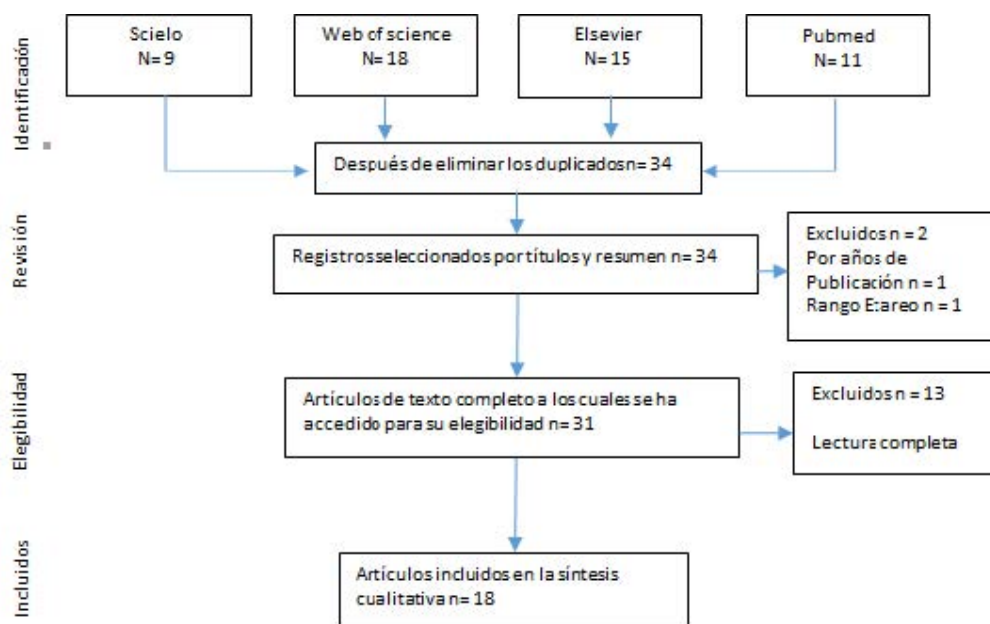 Identificación
Scielo
N= 9
Web of science
N= 18
Elsevier
N= 15
Pubmed
N= 11
Después de eliminar los duplicados n= 34
Revisión
Registros seleccionados por títulos y resumen n= 34
Excluidos n = 2
Por años de
Publicación n = 1
Rango Etareo n = 1
Elegibilidad
Artículos de texto completo a los cuales se ha
accedido para su elegibilidad n= 31
Excluidos n = 13
Lectura completa
Incluidos
Artículos incluidos en la síntesis
cualitativa n= 18